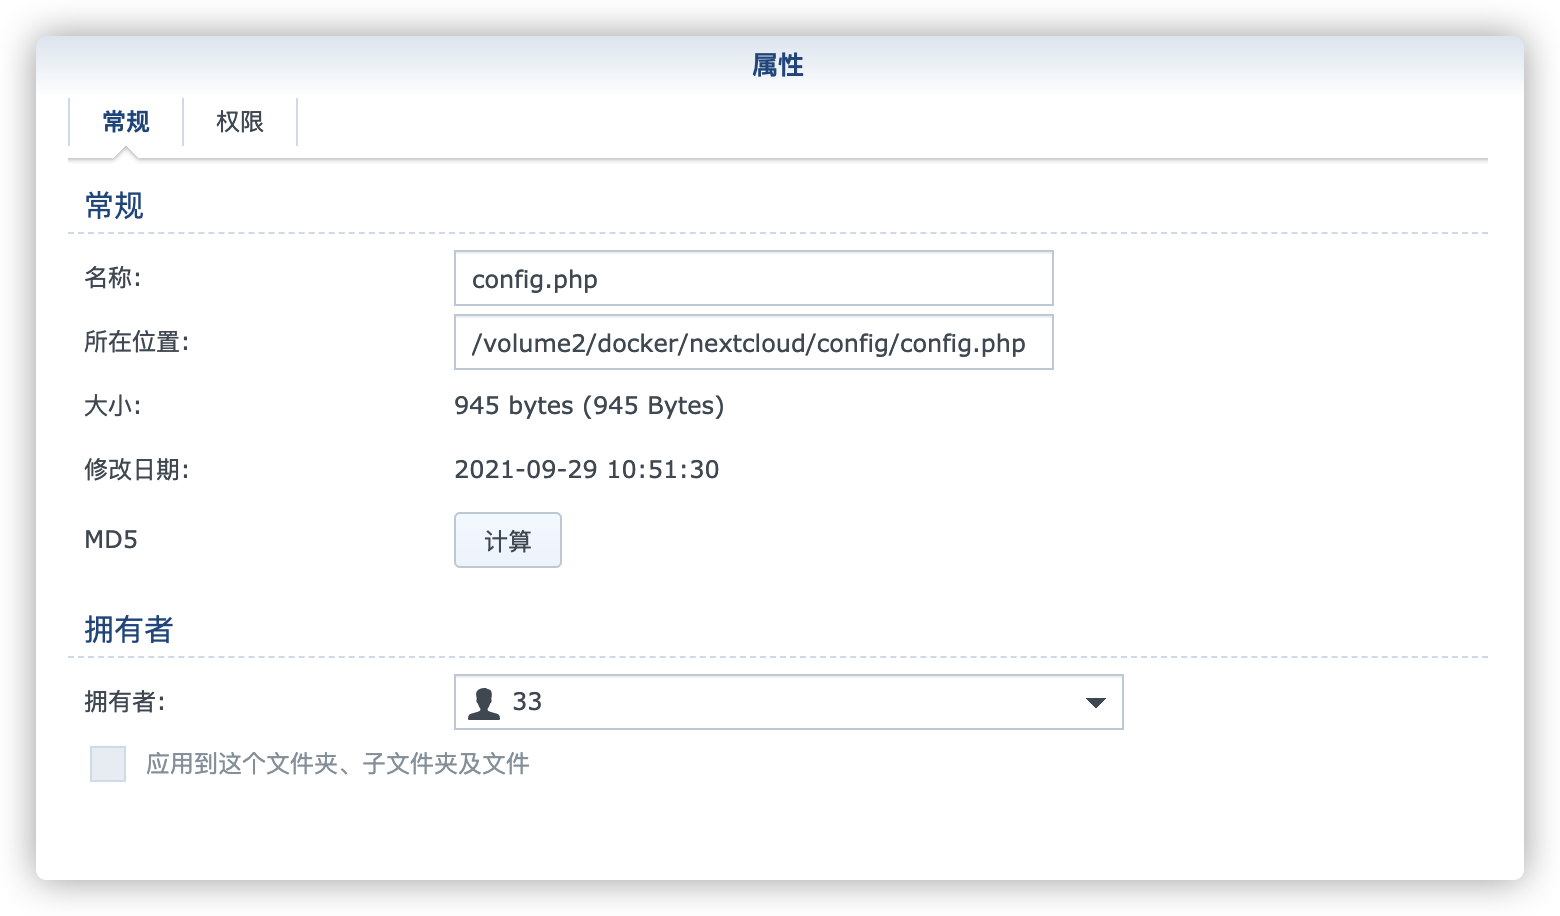 属性
常规
权限
常规
名称:
config.php
所在位置:
/volume2/docker/nextcloud/config/config.php
大小:
945 bytes (945 Bytes)
修改日期:
2021-09-29 10:51:30
MD5
计算
拥有者
拥有者:
33
应用到这个文件夹、子文件夹及文件